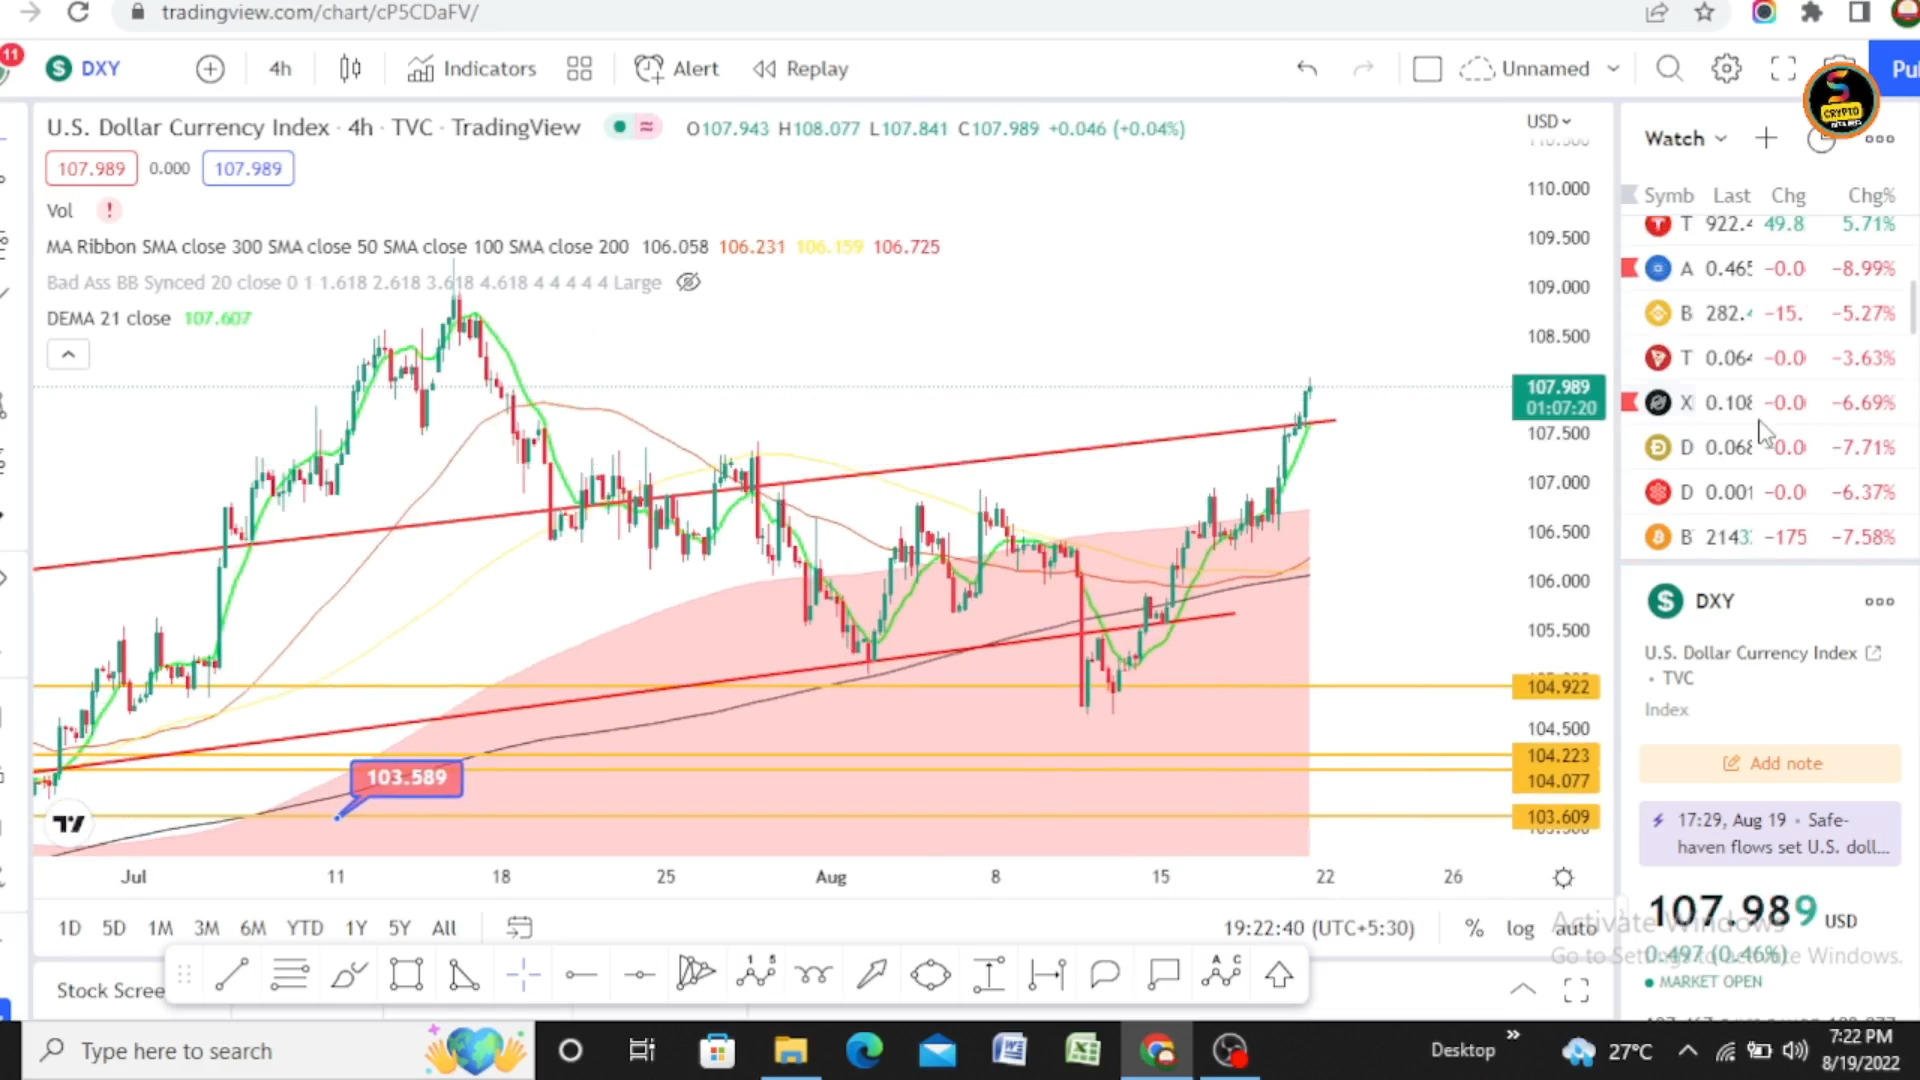 tradingview.com/chart/cP5CDaFV/
11
S DXY 4h Indicators Alert Replay Unnamed
U.S. Dollar Currency Index · 4h · TVC · TradingView O107.943 H108.077 L107.841 C107.989 +0.046 (+0.04%)
107.989 0.000 107.989
Vol !
MA Ribbon SMA close 300 SMA close 50 SMA close 100 SMA close 200 106.058 106.231 106.159 106.725
Bad Ass BB Synced 20 close 0 1 1.618 2.618 3.618 4.618 4 4 4 4 4 Large
DEMA 21 close 107.607
USD
110.000
109.500
109.000
108.500
107.989
01:07:20
107.500
107.000
106.500
106.000
105.500
104.922
104.500
104.223
104.077
103.609
103.589
Jul 11 18 25 Aug 8 15 22 26
1D 5D 1M 3M 6M YTD 1Y 5Y All
19:22:40 (UTC+5:30) % log auto
Stock Scree
S
CRYPTO
Watch
Symb Last Chg Chg%
T 922.4 49.8 5.71%
A 0.465 −0.0 −8.99%
B 282.4 −15. −5.27%
T 0.064 −0.0 −3.63%
X 0.108 −0.0 −6.69%
D 0.068 −0.0 −7.71%
D 0.001 −0.0 −6.37%
B 2143 −175 −7.58%
S DXY
U.S. Dollar Currency Index
• TVC
Index
Add note
17:29, Aug 19 • Safe-
haven flows set U.S. doll...
107.989 USD
0.497 (0.46%)
MARKET OPEN
Activate Windows
Go to Settings to activate Windows.
Type here to search
Desktop
27°C
7:22 PM
8/19/2022